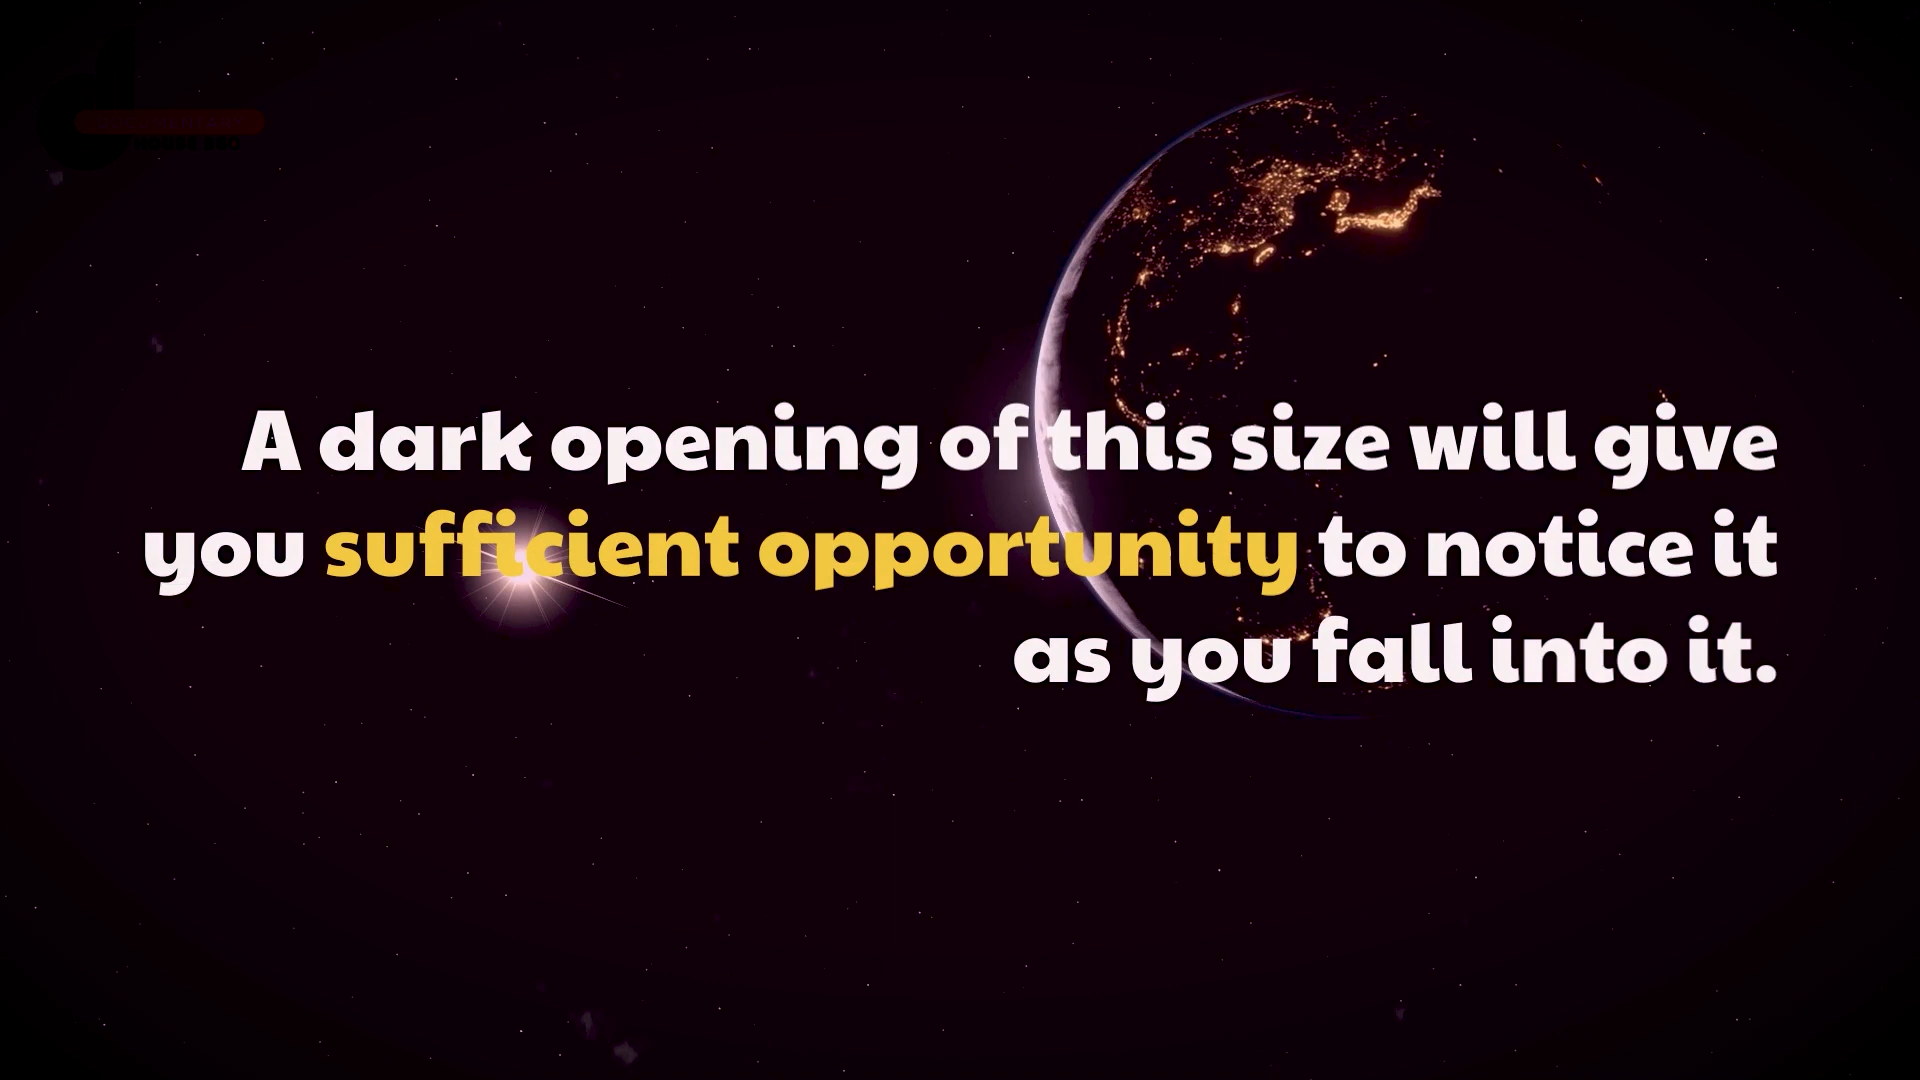 A dark opening of this size will give
you sufficient opportunity to notice it
as you fall into it.